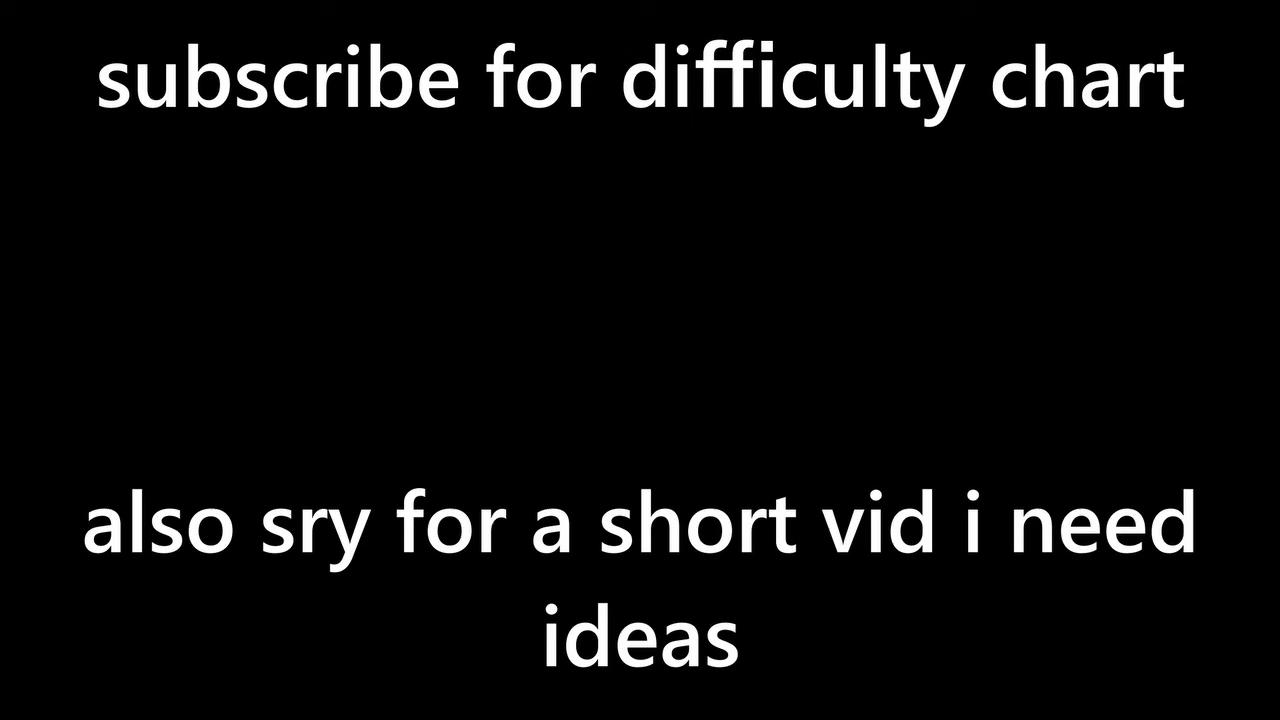 subscribe for difficulty chart
also sry for a short vid i need
ideas